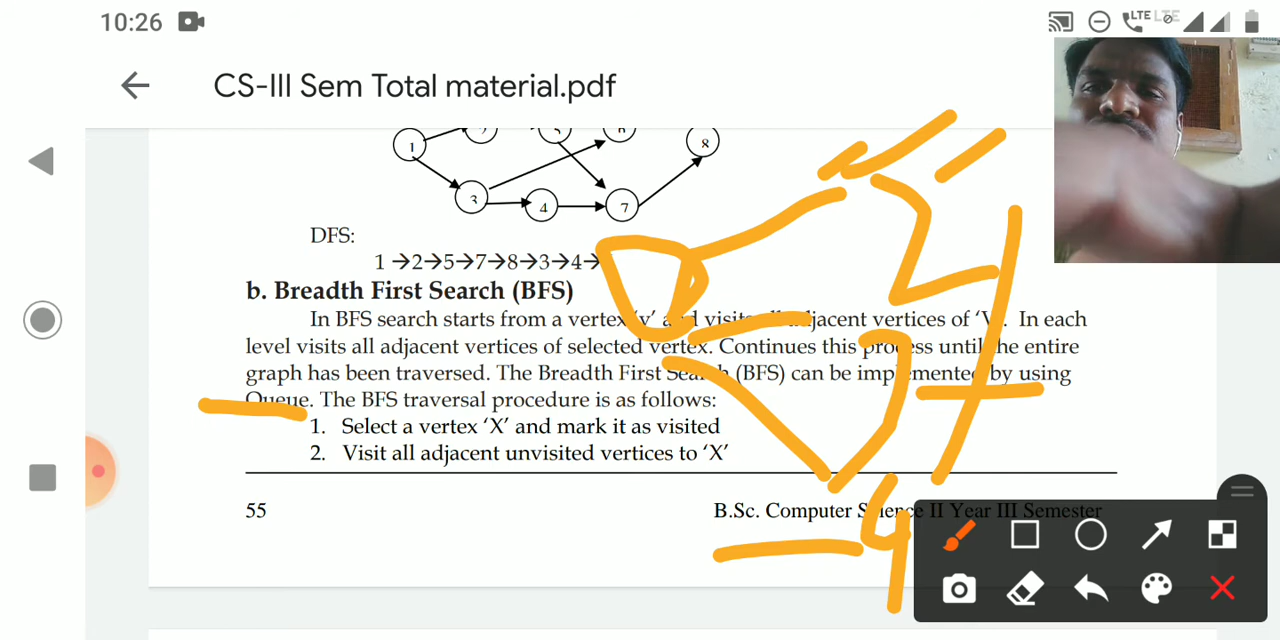 10:26 LTE LTE
CS-III Sem Total material.pdf
1 8
3 4 7
DFS:
1 →2→5→7→8→3→4→
b. Breadth First Search (BFS)
In BFS search starts from a vertex 'v' and visits all adjacent vertices of 'V'. In each
level visits all adjacent vertices of selected vertex. Continues this process until the entire
graph has been traversed. The Breadth First Search (BFS) can be implemented by using
Queue. The BFS traversal procedure is as follows:
1. Select a vertex 'X' and mark it as visited
2. Visit all adjacent unvisited vertices to 'X'
55 B.Sc. Computer Science II Year III Semester